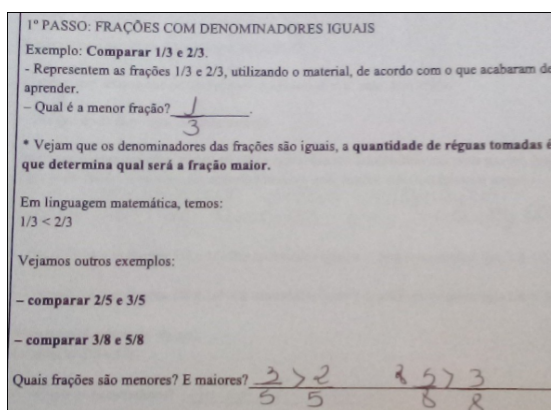 1º PASSO: FRAÇÕES COM DENOMINADORES IGUAIS
Exemplo: Comparar 1/3 e 2/3.
- Representem as frações 1/3 e 2/3, utilizando o material, de acordo com o que acabaram de
aprender.
– Qual é a menor fração? 1/3.
* Vejam que os denominadores das frações são iguais, a quantidade de réguas tomadas é
que determina qual será a fração maior.
Em linguagem matemática, temos:
1/3 < 2/3
Vejamos outros exemplos:
– comparar 2/5 e 3/5
– comparar 3/8 e 5/8
Quais frações são menores? E maiores? 3/5 > 2/5 5/8 > 3/8